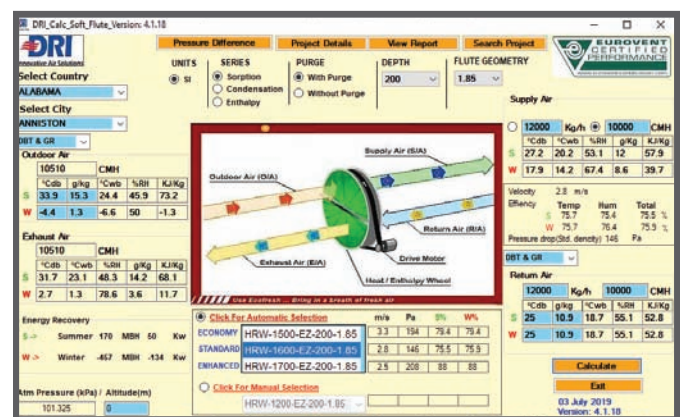 DRI_Calc_Soft_Flute_Version: 4.1.18
DRI
Innovative Air Solutions
Pressure Difference
Project Details
View Report
Search Project
EUROVENT
CERTIFIED
PERFORMANCE
Select Country
ALABAMA
Select City
ANNISTON
DBT & GR
UNITS
SI
SERIES
Sorption
Condensation
Enthalpy
PURGE
With Purge
Without Purge
DEPTH
200
FLUTE GEOMETRY
1.85
Outdoor Air
10510 CMH
°Cdb g/kg °Cwb %RH KJ/Kg
S 33.9 15.3 24.4 45.9 73.2
W -4.4 1.3 -6.6 50 -1.3
Exhaust Air
10510 CMH
°Cdb °Cwb %RH g/Kg KJ/Kg
S 31.7 23.1 48.3 14.2 68.1
W 2.7 1.3 78.6 3.6 11.7
Energy Recovery
S -> Summer 170 MBH 50 Kw
W -> Winter -457 MBH -134 Kw
Atm Pressure (kPa) / Altitude(m)
101.325 0
Supply Air (S/A)
Outdoor Air (O/A)
Return Air (R/A)
Exhaust Air (E/A)
Drive Motor
Heat / Enthalpy Wheel
Use Ecofresh ... Bring in a breath of fresh air
Click For Automatic Selection m/s Pa S% W%
ECONOMY HRW-1500-EZ-200-1.85 3.3 194 79.4 79.4
STANDARD HRW-1600-EZ-200-1.85 2.8 146 75.5 75.9
ENHANCED HRW-1700-EZ-200-1.85 2.5 208 88 88
Click For Manual Selection
HRW-1200-EZ-200-1.85
Supply Air
12000 Kg/h 10000 CMH
°Cdb °Cwb %RH g/Kg KJ/Kg
S 27.2 20.2 53.1 12 57.9
W 17.9 14.2 67.4 8.6 39.7
Velocity 2.8 m/s
Effiency Temp Hum Total
S 75.7 75.4 75.5 %
W 75.7 76.4 75.9 %
Pressure drop(Std. dencity) 146 Pa
DBT & GR
Return Air
12000 Kg/h 10000 CMH
°Cdb g/kg °Cwb %RH KJ/Kg
S 25 10.9 18.7 55.1 52.8
W 25 10.9 18.7 55.1 52.8
Calculate
Exit
03 July 2019
Version: 4.1.18